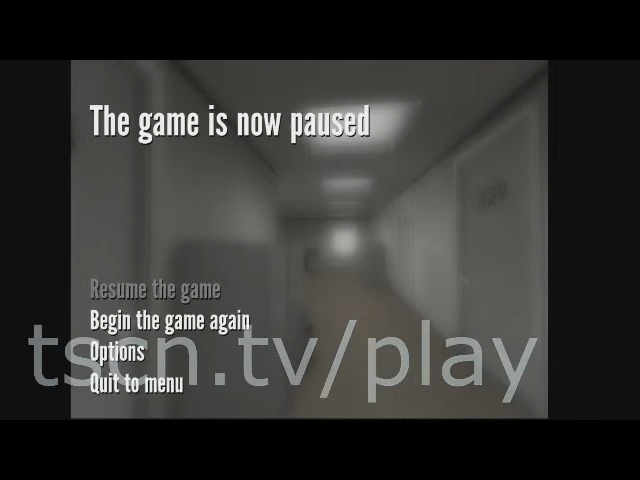 The game is now paused
Resume the game
Begin the game again
Options
Quit to menu
tscn.tv/play